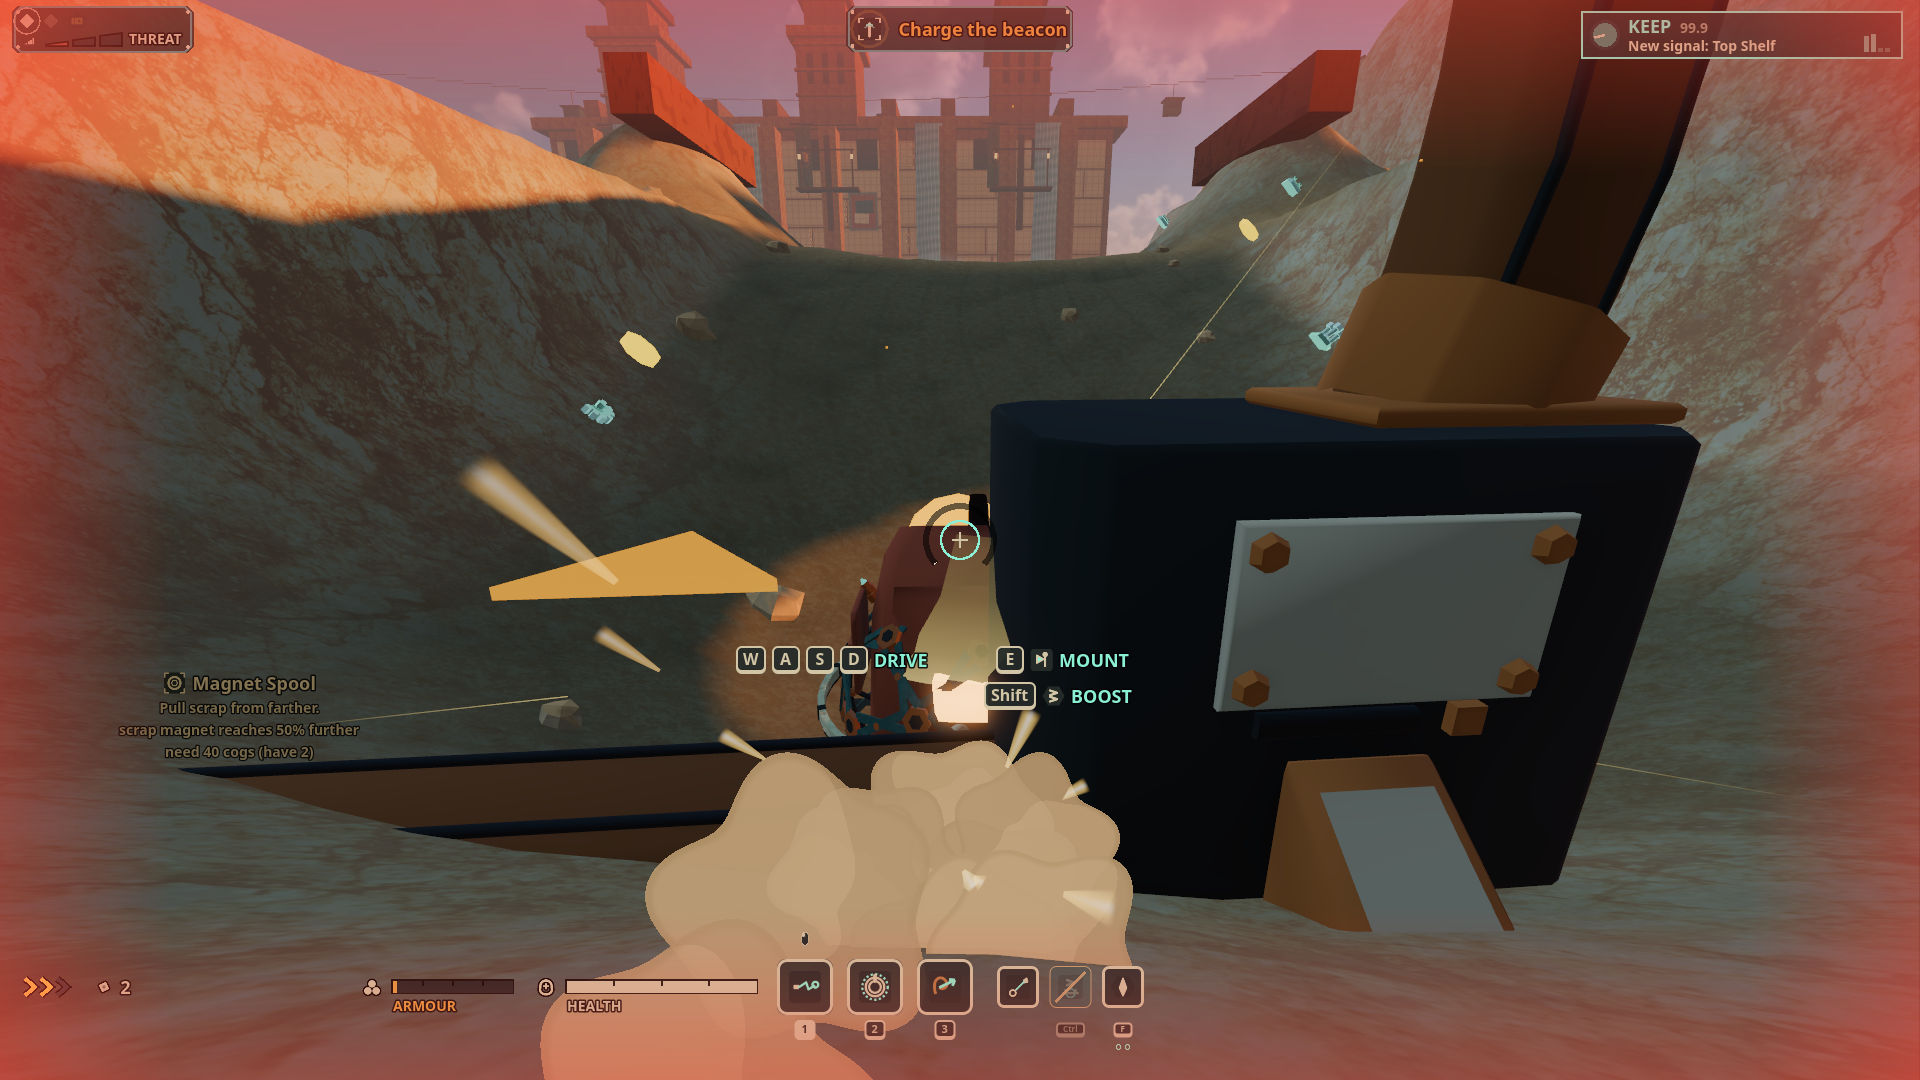 THREAT
Charge the beacon
KEEP 99.9
New signal: Top Shelf
W A S D DRIVE
E MOUNT
Shift BOOST
Magnet Spool
Pull scrap from farther.
scrap magnet reaches 50% further
need 40 cogs (have 2)
2
ARMOUR
HEALTH
1 2 3 Ctrl F